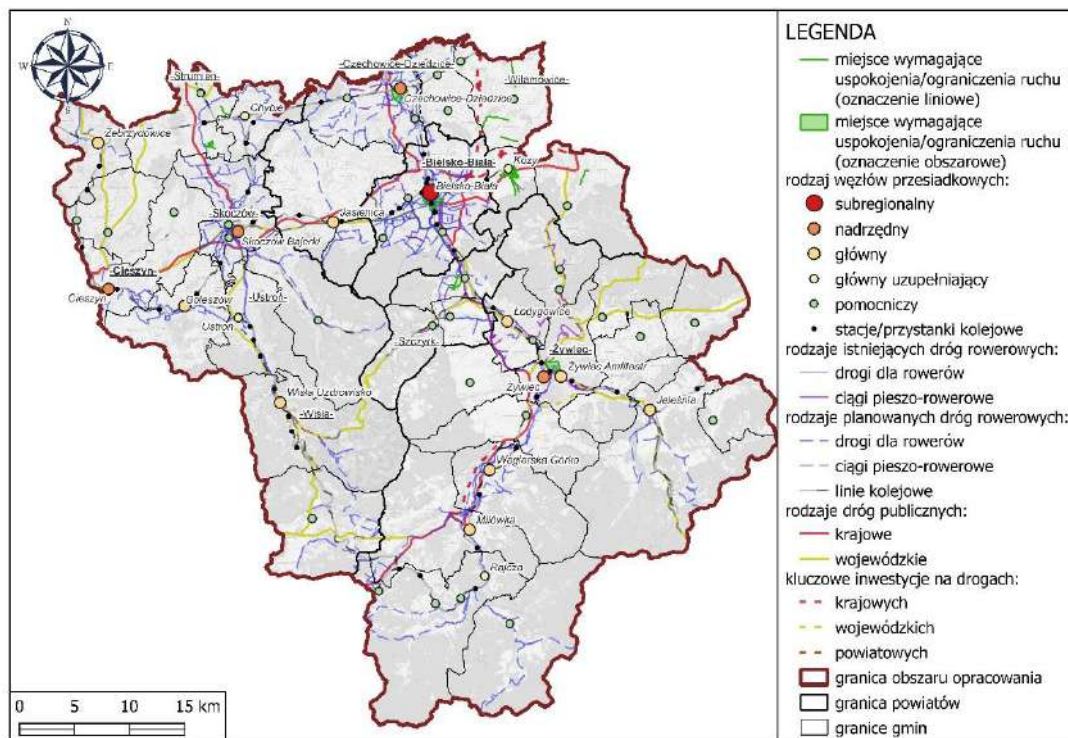 N
W
E
S
-Strumień-
-Czechowice-Dziedzice-
-Wilamowice-
Czechowice-Dziedzice
Chybie
Zebrzydowice
-Bielsko-Biała-
Kozy
Bielsko-Biała
-Skoczów-
Jasienica
Skoczów Bajerki
-Cieszyn-
Cieszyn
Goleszów
-Ustroń-
Ustroń
Łodygowice
-Szczyrk-
-Żywiec-
Żywiec Amfiteatr
Żywiec
Wisła Uzdrowisko
-Wisła-
Jeleśnia
Węgierska Górka
Milówka
Rajcza
0 5 10 15 km
LEGENDA
miejsce wymagające
uspokojenia/ograniczenia ruchu
(oznaczenie liniowe)
miejsce wymagające
uspokojenia/ograniczenia ruchu
(oznaczenie obszarowe)
rodzaj węzłów przesiadkowych:
subregionalny
nadrzędny
główny
główny uzupełniający
pomocniczy
stacje/przystanki kolejowe
rodzaje istniejących dróg rowerowych:
drogi dla rowerów
ciągi pieszo-rowerowe
rodzaje planowanych dróg rowerowych:
drogi dla rowerów
ciągi pieszo-rowerowe
linie kolejowe
rodzaje dróg publicznych:
krajowe
wojewódzkie
kluczowe inwestycje na drogach:
krajowych
wojewódzkich
powiatowych
granica obszaru opracowania
granica powiatów
granice gmin